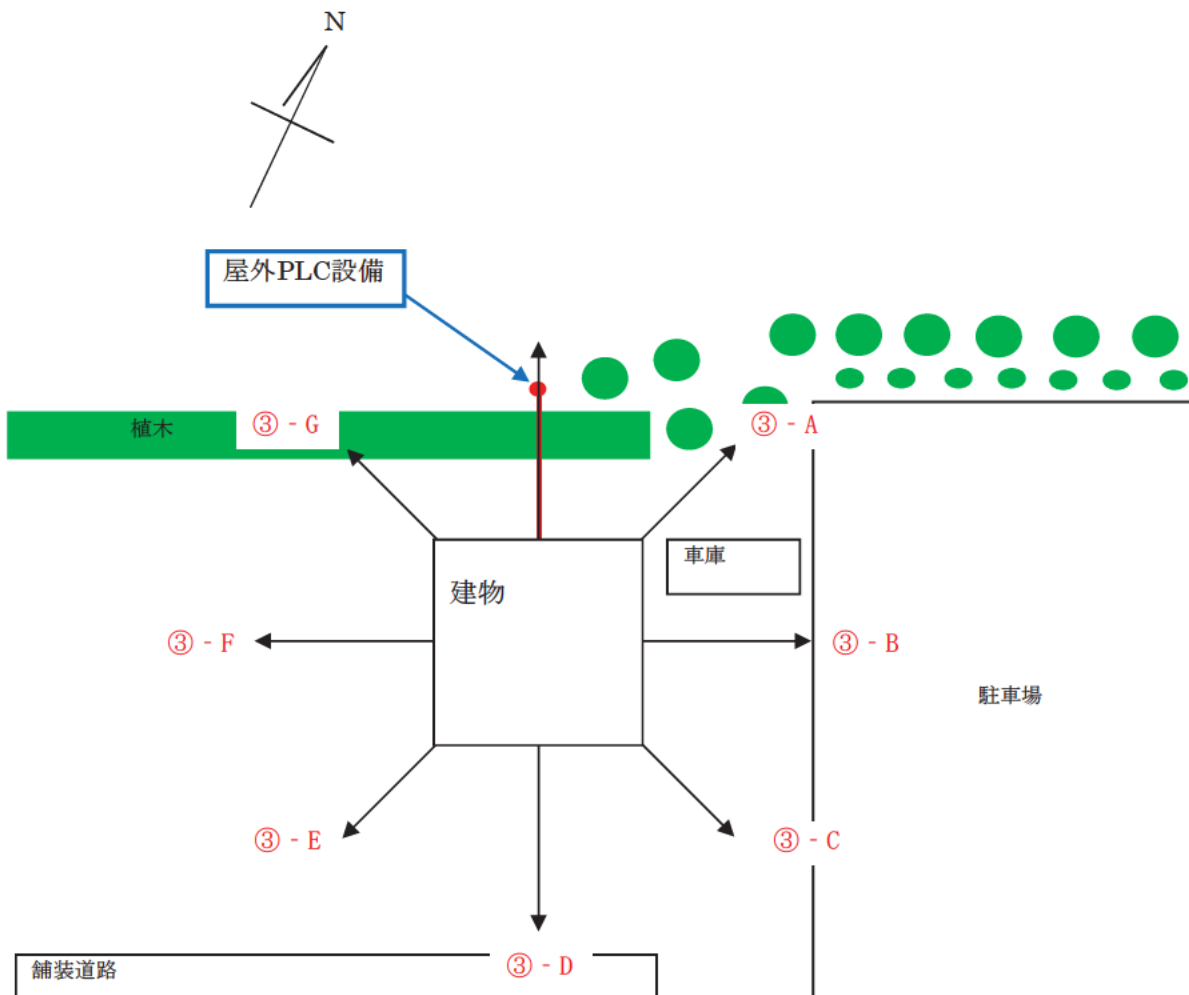 N
屋外PLC設備
植木
③ - G
③ - A
車庫
建物
③ - F
③ - B
駐車場
③ - E
③ - C
③ - D
舗装道路